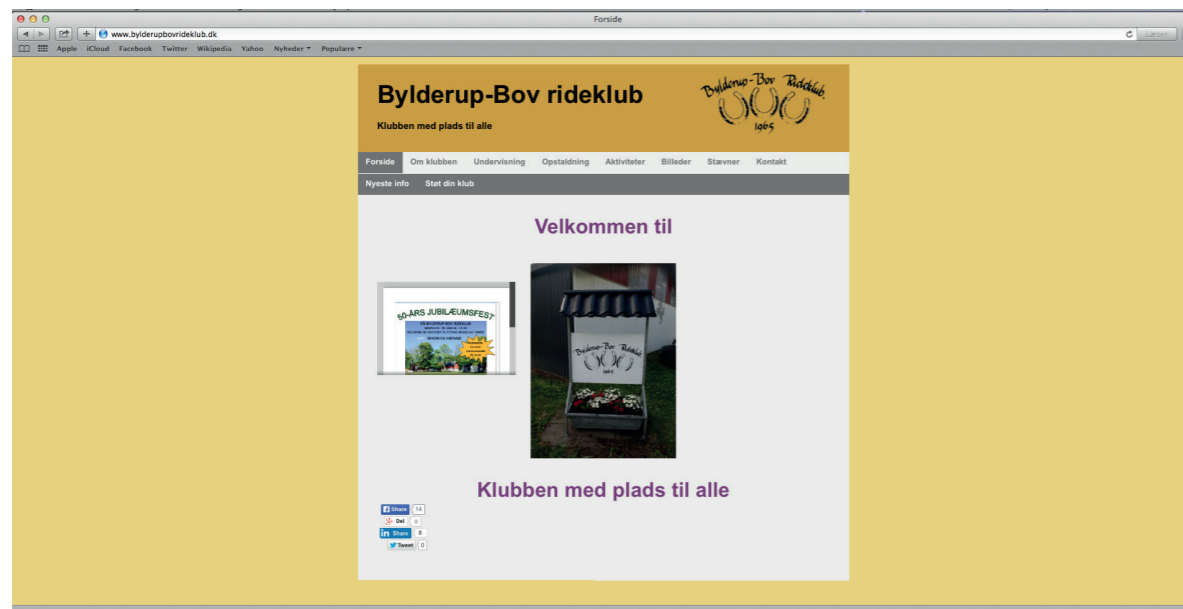 Forside
www.bylderupbovrideklub.dk
Læser
Apple iCloud Facebook Twitter Wikipedia Yahoo Nyheder Populære
Bylderup-Bov rideklub
Klubben med plads til alle
Bylderup-Bov Rideklub.
1965
Forside Om klubben Undervisning Opstaldning Aktiviteter Billeder Stævner Kontakt
Nyeste info Støt din klub
Velkommen til
50-ÅRS JUBILÆUMSFEST
Bylderup-Bov Rideklub
1965
Klubben med plads til alle
Share 14
Del 0
in Share 0
Tweet 0